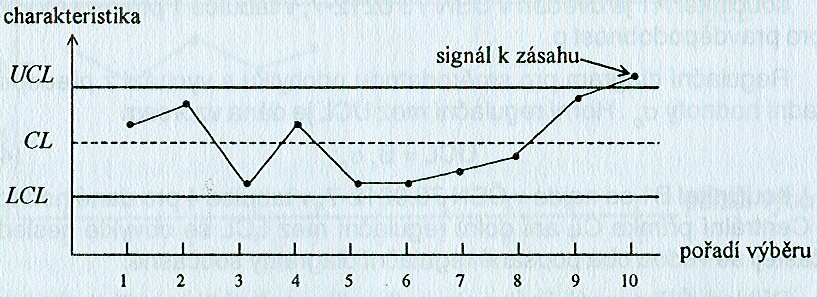 charakteristika
signál k zásahu
UCL
CL
LCL
pořadí výběru
1 2 3 4 5 6 7 8 9 10